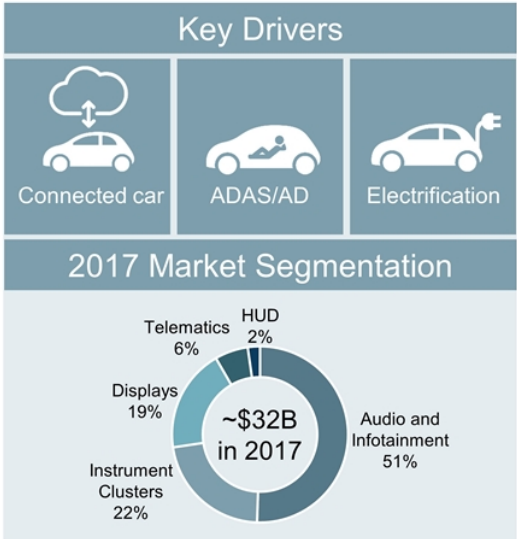 Key Drivers
Connected car
ADAS/AD
Electrification
2017 Market Segmentation
HUD
2%
Telematics
6%
Displays
19%
~$32B
in 2017
Audio and
Infotainment
51%
Instrument
Clusters
22%